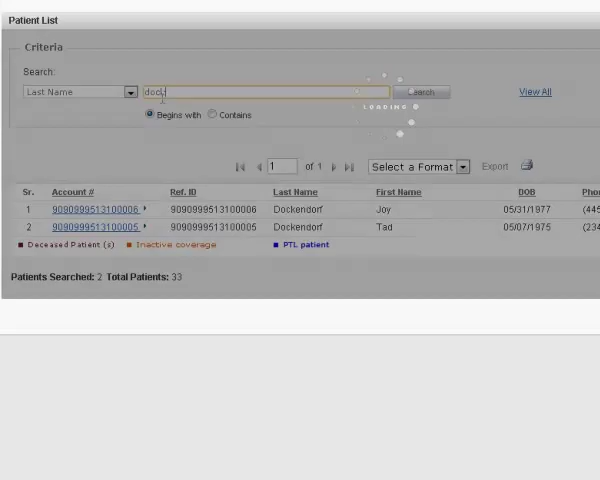 Patient List
Criteria
Search:
Last Name
Search
View All
Begins with Contains
LOADING
1 of 1 Select a Format Export
Sr. Account # Ref. ID Last Name First Name DOB
1 9090999513100006 9090999513100006 Dockendorf Joy 05/31/1977 (445
2 9090999513100005 9090999513100005 Dockendorf Tad 05/07/1975 (234
Deceased Patient (s) Inactive coverage PTL patient
Patients Searched: 2 Total Patients: 33